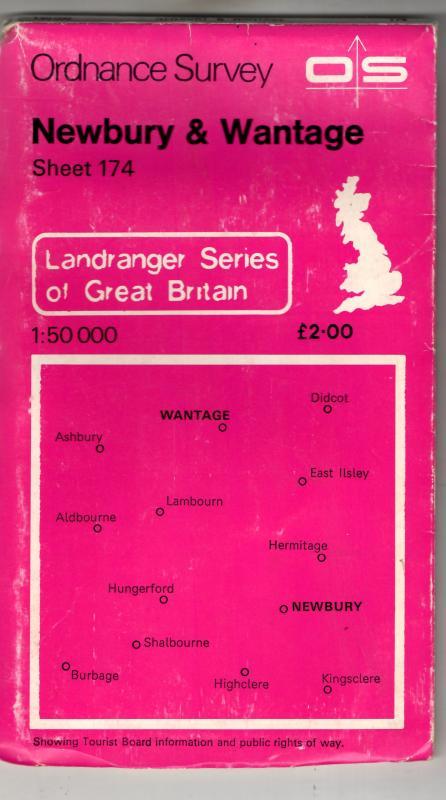 Ordnance Survey
OS
Newbury & Wantage
Sheet 174
Landranger Series
of Great Britain
1:50 000
£2·00
Didcot
WANTAGE
Ashbury
East Ilsley
Lambourn
Aldbourne
Hermitage
Hungerford
NEWBURY
Shalbourne
Burbage
Highclere
Kingsclere
Showing Tourist Board information and public rights of way.